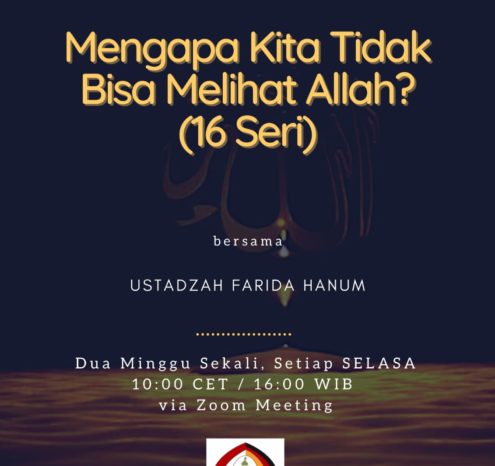 Mengapa Kita Tidak
Bisa Melihat Allah?
(16 Seri)
bersama
USTADZAH FARIDA HANUM
Dua Minggu Sekali, Setiap SELASA
10:00 CET / 16:00 WIB
via Zoom Meeting